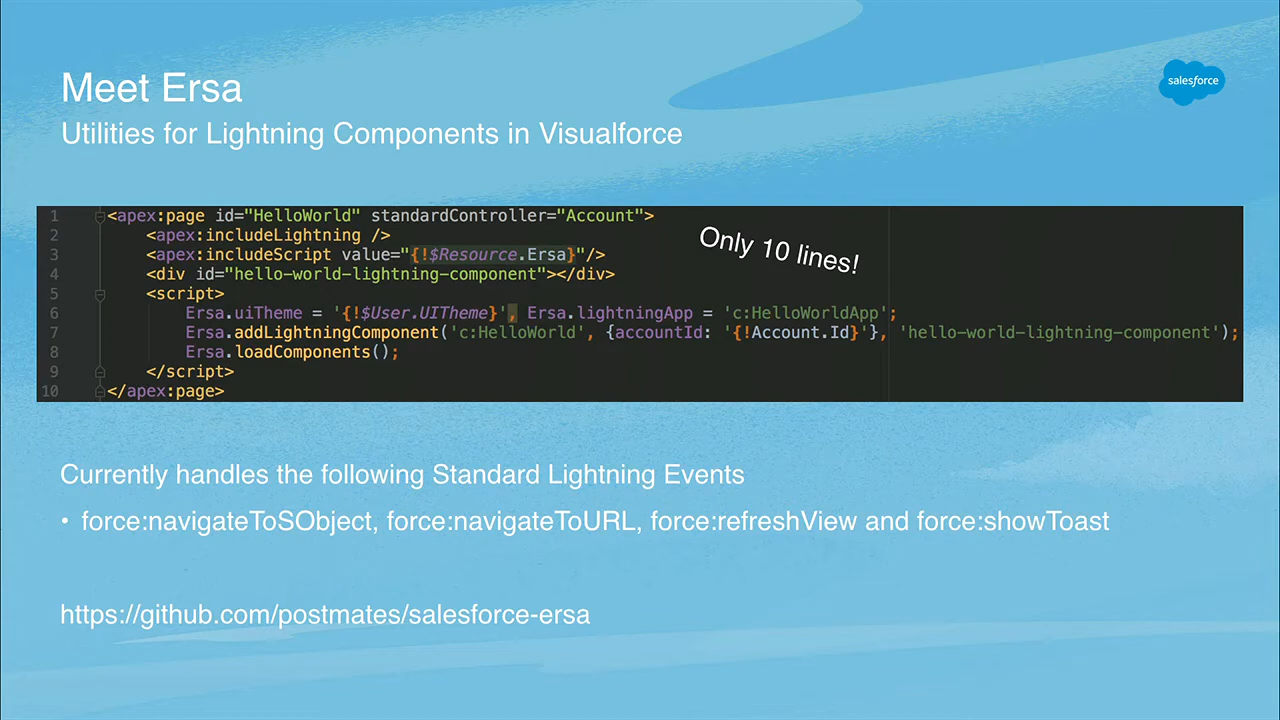 Meet Ersa
salesforce
Utilities for Lightning Components in Visualforce
1 <apex:page id="HelloWorld" standardController="Account">
2 <apex:includeLightning />
3 <apex:includeScript value="{!$Resource.Ersa}"/>
4 <div id="hello-world-lightning-component"></div>
5 <script>
6 Ersa.uiTheme = '{!$User.UITheme}', Ersa.lightningApp = 'c:HelloWorldApp';
7 Ersa.addLightningComponent('c:HelloWorld', {accountId: '{!Account.Id}'}, 'hello-world-lightning-component');
8 Ersa.loadComponents();
9 </script>
10 </apex:page>
Only 10 lines!
Currently handles the following Standard Lightning Events
• force:navigateToSObject, force:navigateToURL, force:refreshView and force:showToast
https://github.com/postmates/salesforce-ersa